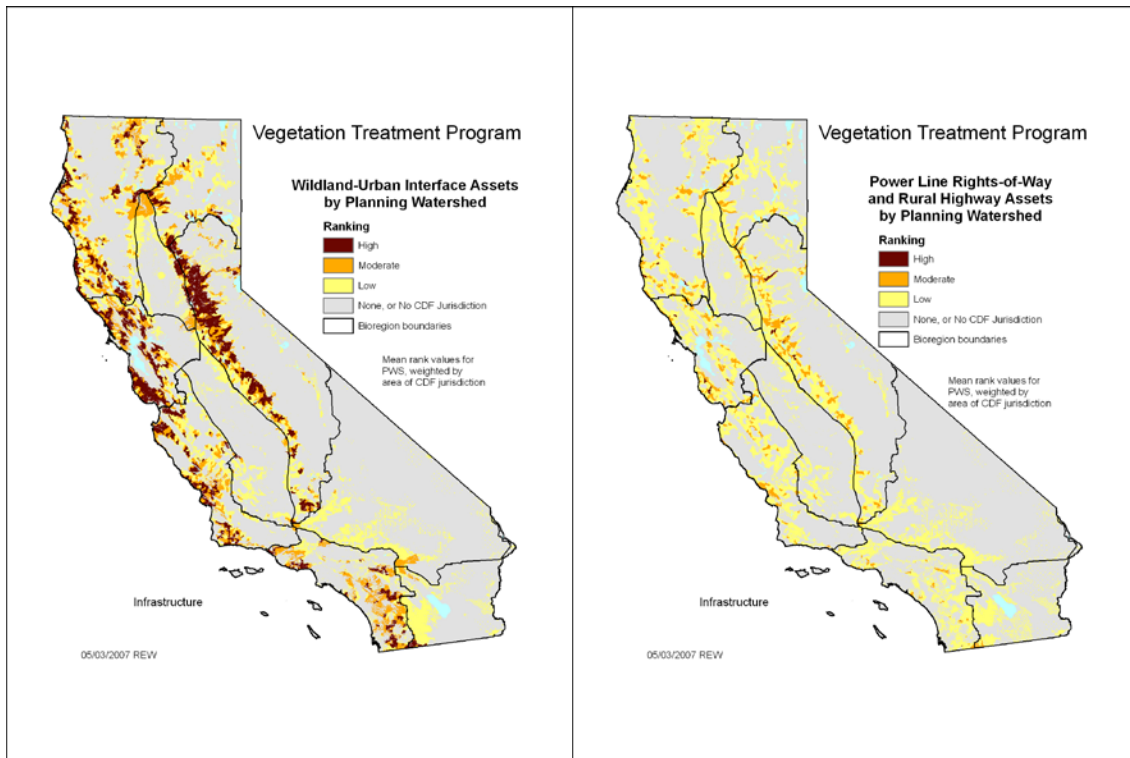 Vegetation Treatment Program
Wildland-Urban Interface Assets
by Planning Watershed
Ranking
High
Moderate
Low
None, or No CDF Jurisdiction
Bioregion boundaries
Mean rank values for
PWS, weighted by
area of CDF jurisdiction
Infrastructure
05/03/2007 REW
Vegetation Treatment Program
Power Line Rights-of-Way
and Rural Highway Assets
by Planning Watershed
Ranking
High
Moderate
Low
None, or No CDF Jurisdiction
Bioregion boundaries
Mean rank values for
PWS, weighted by
area of CDF jurisdiction
Infrastructure
05/03/2007 REW